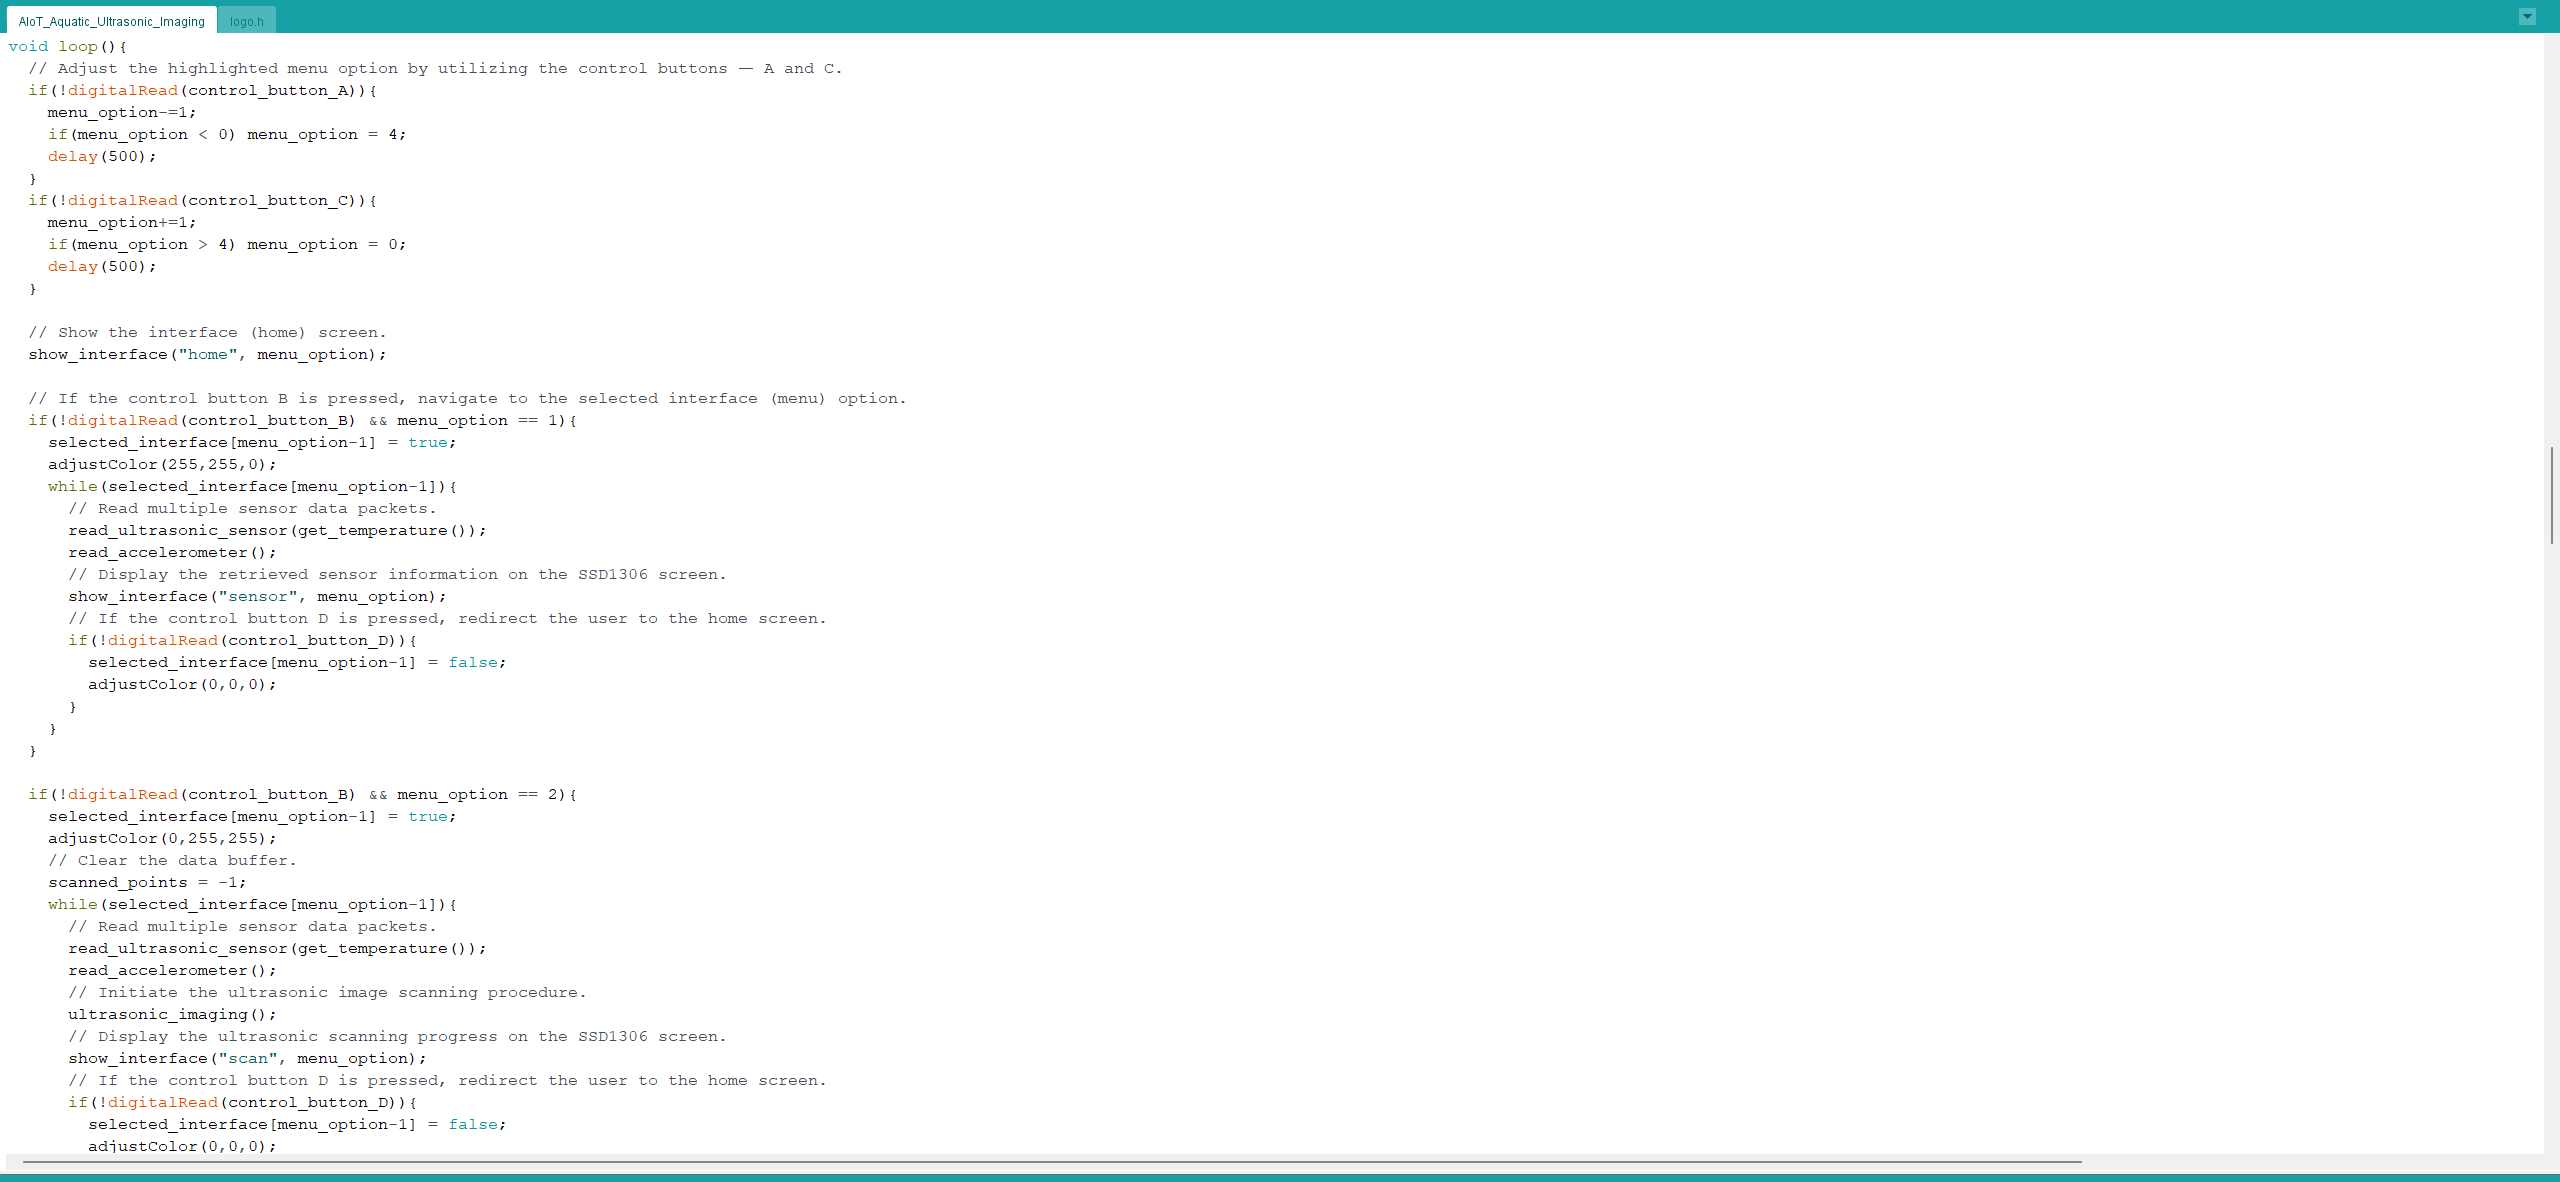 AIoT_Aquatic_Ultrasonic_Imaging logo.h
void loop(){
  // Adjust the highlighted menu option by utilizing the control buttons — A and C.
  if(!digitalRead(control_button_A)){
    menu_option-=1;
    if(menu_option < 0) menu_option = 4;
    delay(500);
  }
  if(!digitalRead(control_button_C)){
    menu_option+=1;
    if(menu_option > 4) menu_option = 0;
    delay(500);
  }

  // Show the interface (home) screen.
  show_interface("home", menu_option);

  // If the control button B is pressed, navigate to the selected interface (menu) option.
  if(!digitalRead(control_button_B) && menu_option == 1){
    selected_interface[menu_option-1] = true;
    adjustColor(255,255,0);
    while(selected_interface[menu_option-1]){
      // Read multiple sensor data packets.
      read_ultrasonic_sensor(get_temperature());
      read_accelerometer();
      // Display the retrieved sensor information on the SSD1306 screen.
      show_interface("sensor", menu_option);
      // If the control button D is pressed, redirect the user to the home screen.
      if(!digitalRead(control_button_D)){
        selected_interface[menu_option-1] = false;
        adjustColor(0,0,0);
      }
    }
  }

  if(!digitalRead(control_button_B) && menu_option == 2){
    selected_interface[menu_option-1] = true;
    adjustColor(0,255,255);
    // Clear the data buffer.
    scanned_points = -1;
    while(selected_interface[menu_option-1]){
      // Read multiple sensor data packets.
      read_ultrasonic_sensor(get_temperature());
      read_accelerometer();
      // Initiate the ultrasonic image scanning procedure.
      ultrasonic_imaging();
      // Display the ultrasonic scanning progress on the SSD1306 screen.
      show_interface("scan", menu_option);
      // If the control button D is pressed, redirect the user to the home screen.
      if(!digitalRead(control_button_D)){
        selected_interface[menu_option-1] = false;
        adjustColor(0,0,0);